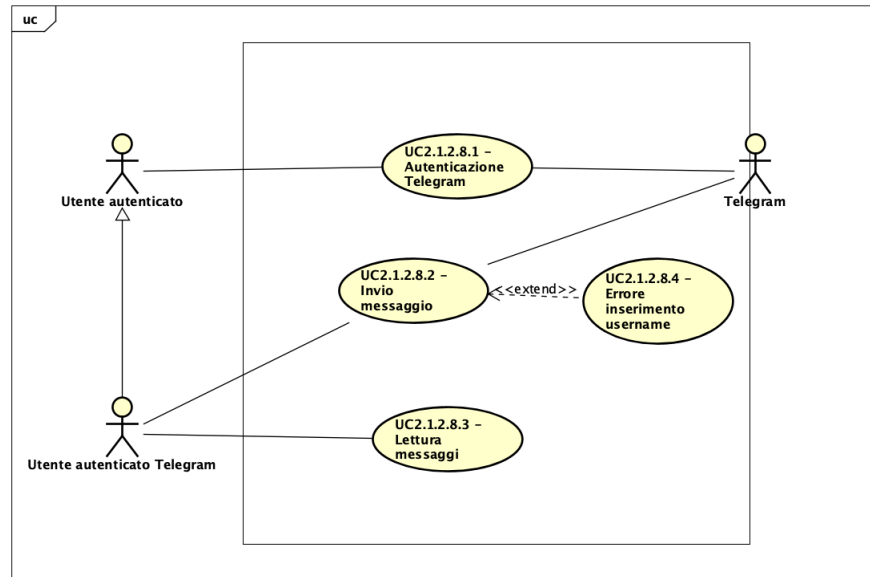 uc
UC2.1.2.8.1 –
Autenticazione
Telegram
Utente autenticato
Telegram
UC2.1.2.8.2 –
Invio
messaggio
<<extend>>
UC2.1.2.8.4 –
Errore
inserimento
username
UC2.1.2.8.3 –
Lettura
messaggi
Utente autenticato Telegram